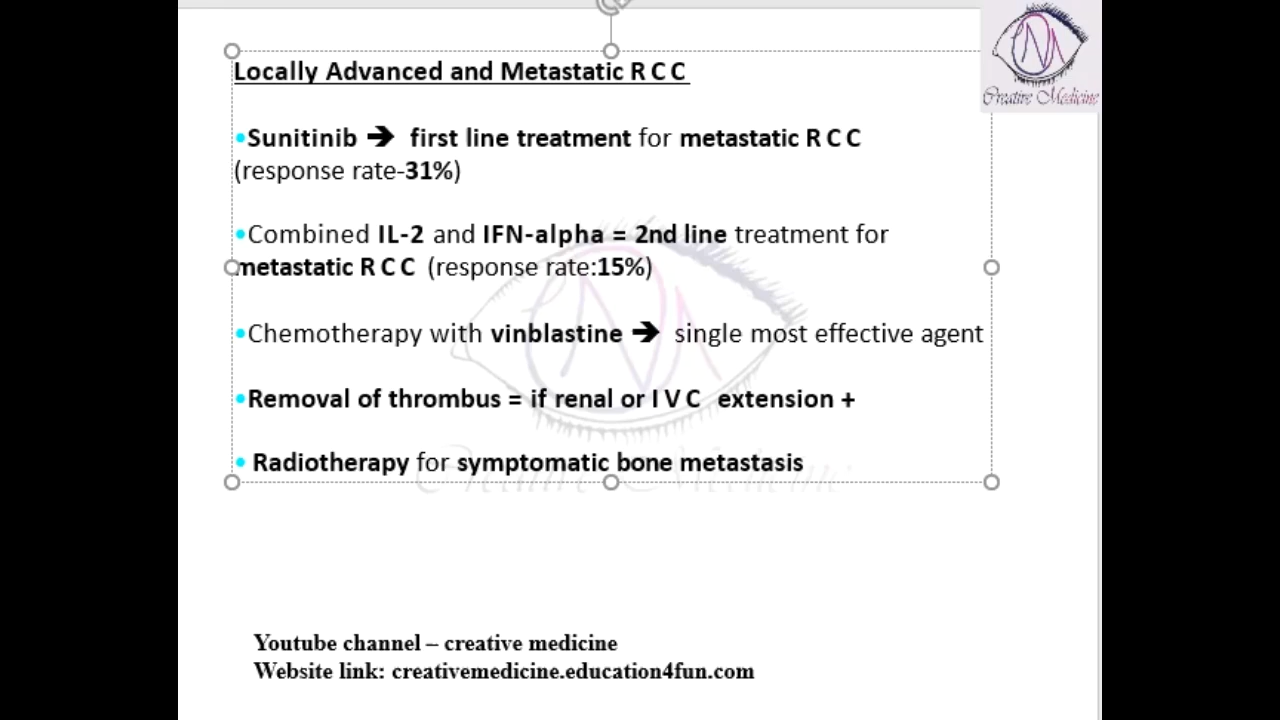 Creative Medicine
Locally Advanced and Metastatic R C C
•Sunitinib ➔ first line treatment for metastatic R C C
(response rate-31%)
•Combined IL-2 and IFN-alpha = 2nd line treatment for
metastatic R C C (response rate:15%)
•Chemotherapy with vinblastine ➔ single most effective agent
•Removal of thrombus = if renal or I V C extension +
• Radiotherapy for symptomatic bone metastasis
Creative Medicine
Youtube channel – creative medicine
Website link: creativemedicine.education4fun.com